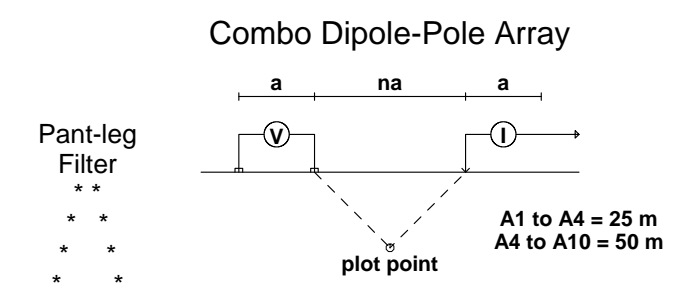 Combo Dipole-Pole Array
a na a
V I
Pant-leg
Filter
* *
* *
* *
* *
plot point
A1 to A4 = 25 m
A4 to A10 = 50 m